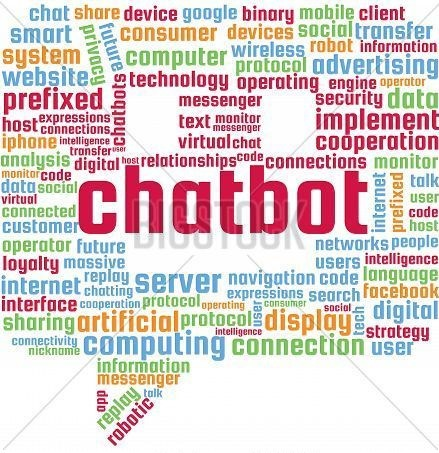 chat share device google binary mobile client
smart privacy future consumer devices social transfer
system computer wireless robot information
website protocol advertising
chatbots technology operating engine operator
prefixed messenger security data
host expressions text monitor implement
iphone connections messenger cooperation
intelligence virtual chat
analysis transfer user
monitor code digital host relationships code connections monitor
data social chatbot internet prefixed talk
virtual user
connected code
customer
operator future networks people
loyalty massive users intelligence
replay server navigation code language
internet chatting expressions search facebook
interface cooperation protocol operating consumer social digital
sharing artificial protocol user display tech strategy
connectivity computing intelligence connection user
nickname
information
messenger
app replay talk
robotic